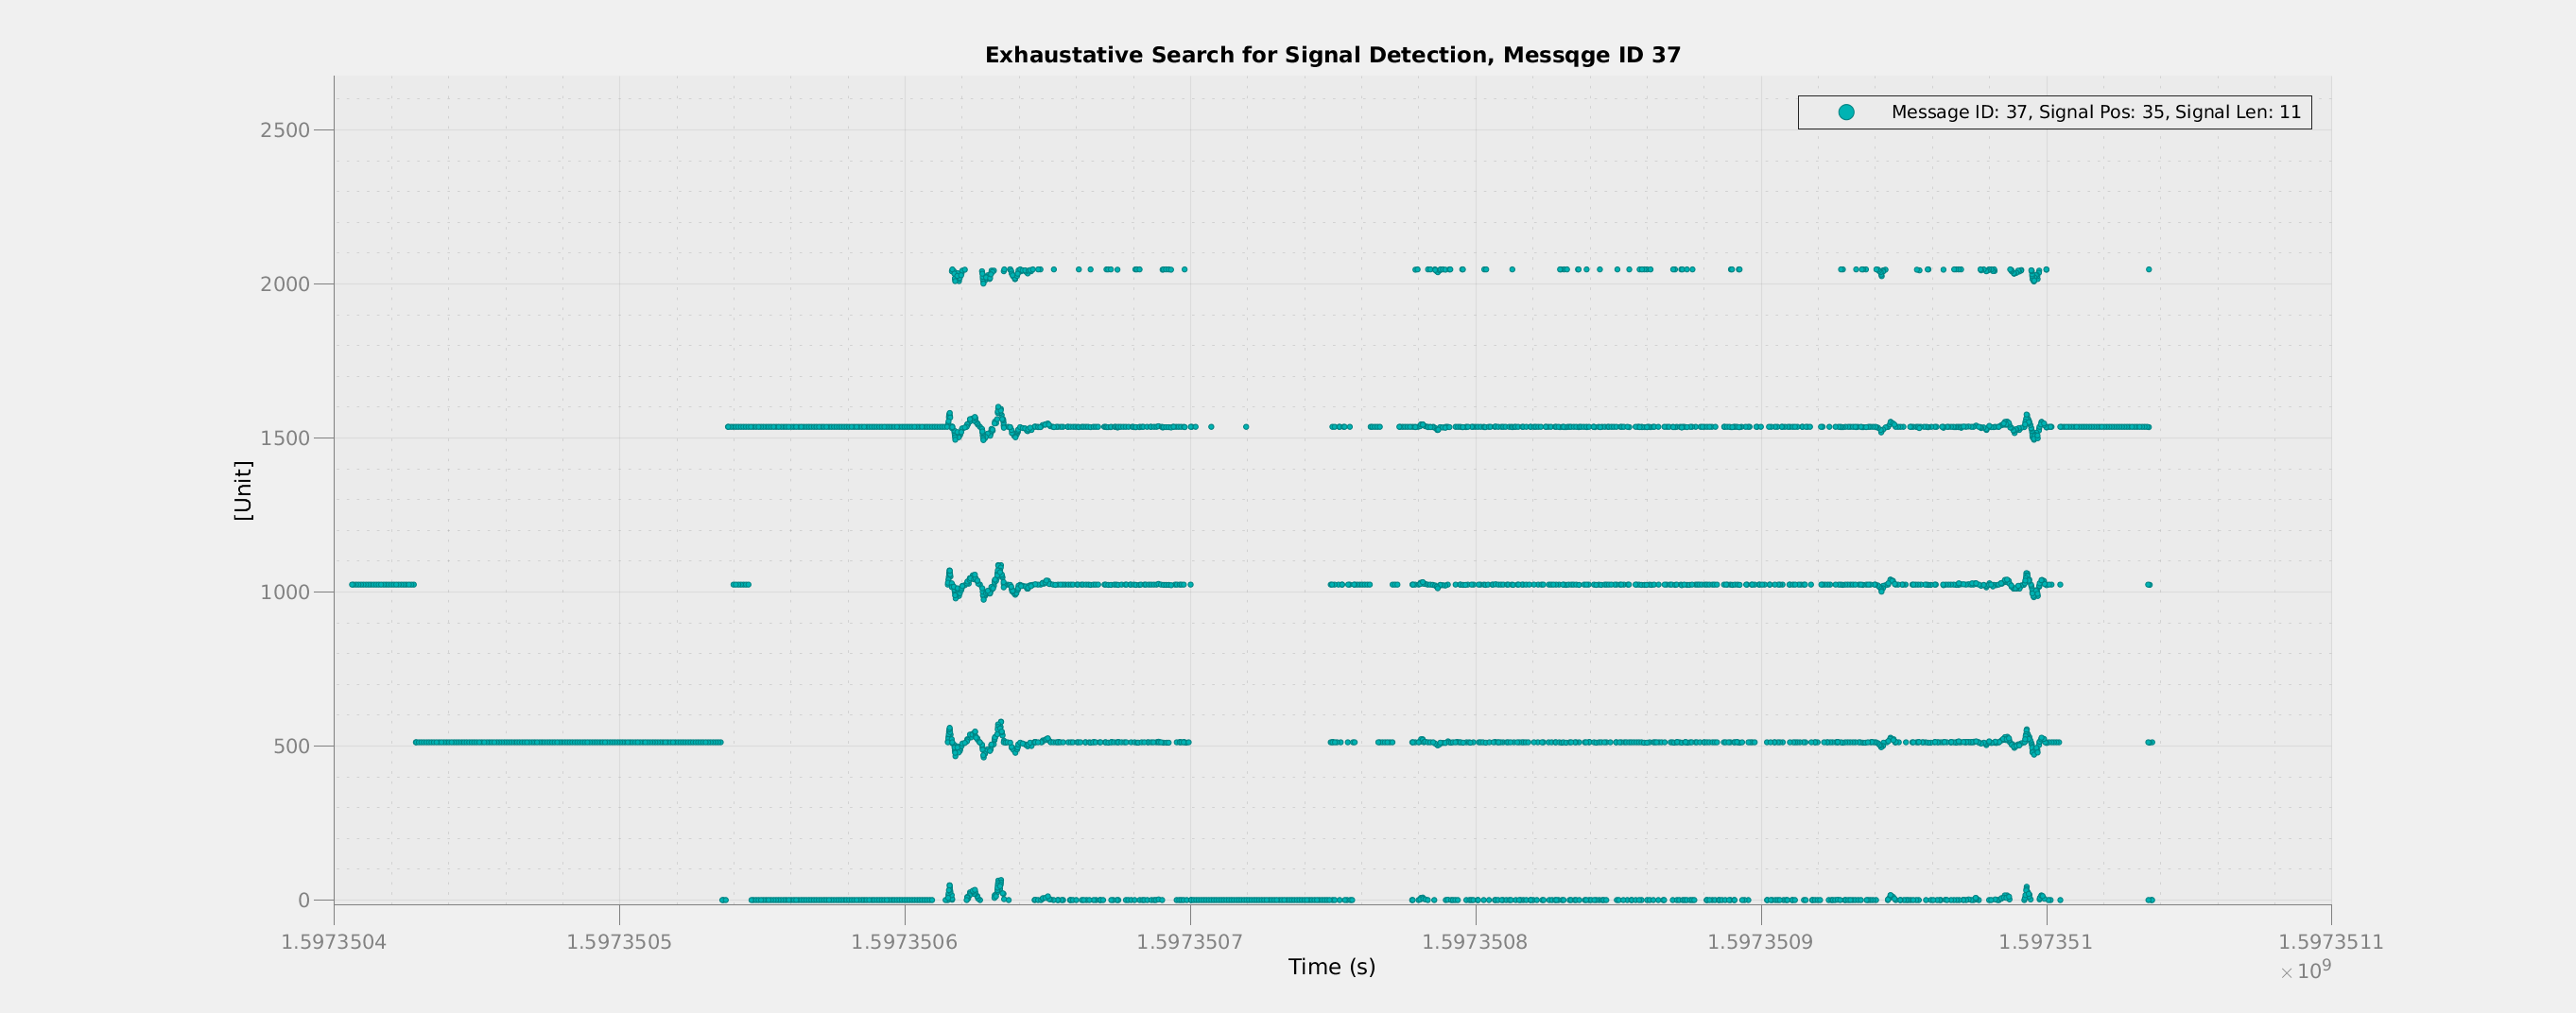 Exhaustative Search for Signal Detection, Messqge ID 37
Message ID: 37, Signal Pos: 35, Signal Len: 11
2500
2000
1500
1000
500
0
[Unit]
1.5973504 1.5973505 1.5973506 1.5973507 1.5973508 1.5973509 1.597351 1.5973511
Time (s)
× 10⁹